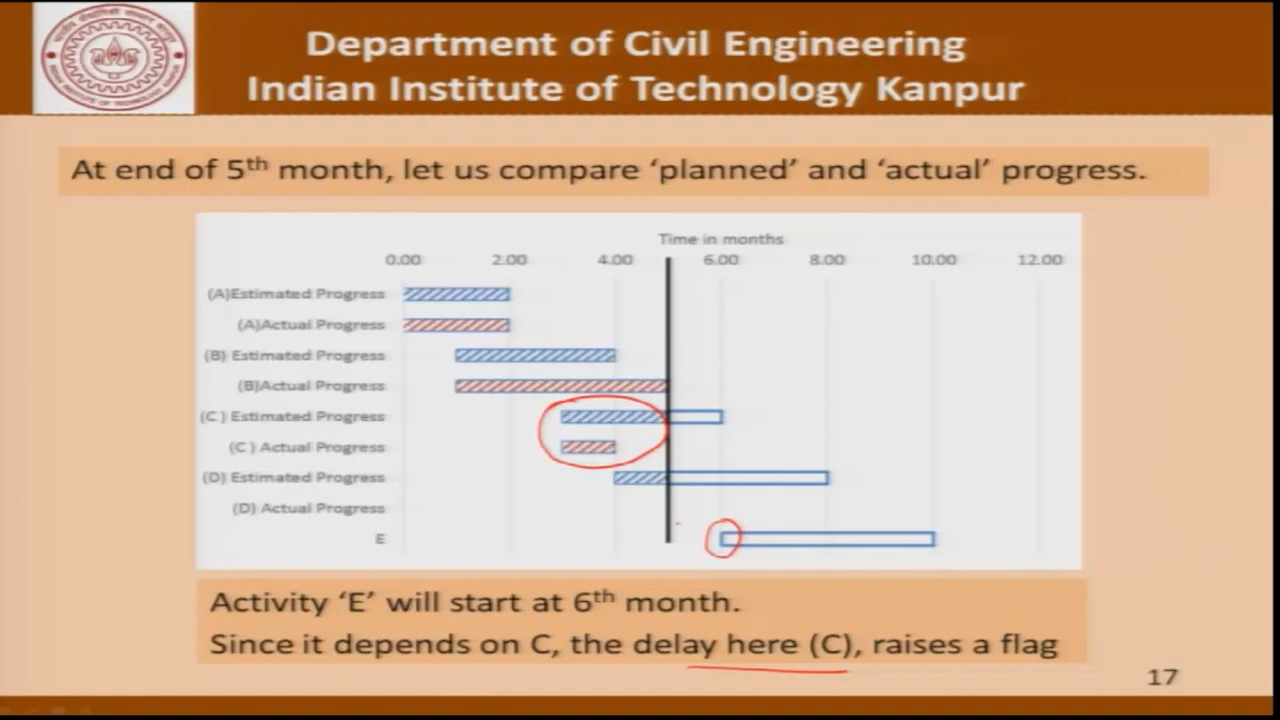 Department of Civil Engineering
Indian Institute of Technology Kanpur
At end of 5th month, let us compare ‘planned’ and ‘actual’ progress.
Time in months
0.00 2.00 4.00 6.00 8.00 10.00 12.00
(A)Estimated Progress
(A)Actual Progress
(B) Estimated Progress
(B)Actual Progress
(C ) Estimated Progress
(C ) Actual Progress
(D) Estimated Progress
(D) Actual Progress
E
Activity ‘E’ will start at 6th month.
Since it depends on C, the delay here (C), raises a flag
17